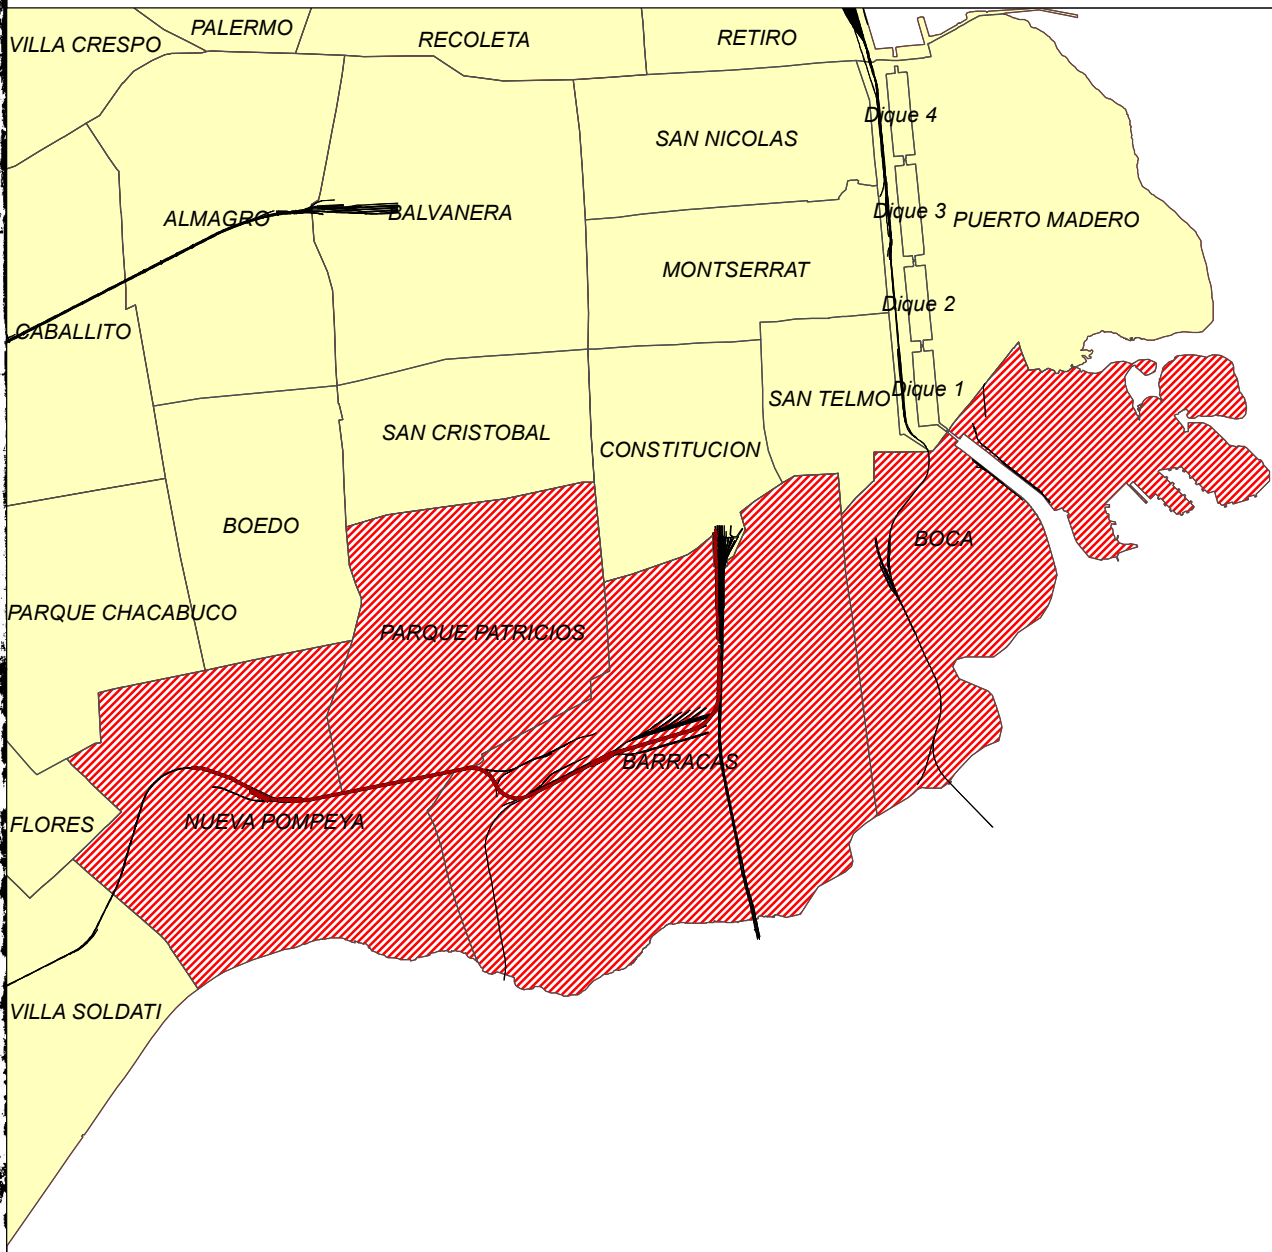 PALERMO
VILLA CRESPO
RECOLETA
RETIRO
Dique 4
SAN NICOLAS
ALMAGRO
BALVANERA
Dique 3
PUERTO MADERO
MONTSERRAT
Dique 2
CABALLITO
Dique 1
SAN TELMO
SAN CRISTOBAL
CONSTITUCION
BOEDO
BOCA
PARQUE CHACABUCO
PARQUE PATRICIOS
BARRACAS
NUEVA POMPEYA
FLORES
VILLA SOLDATI